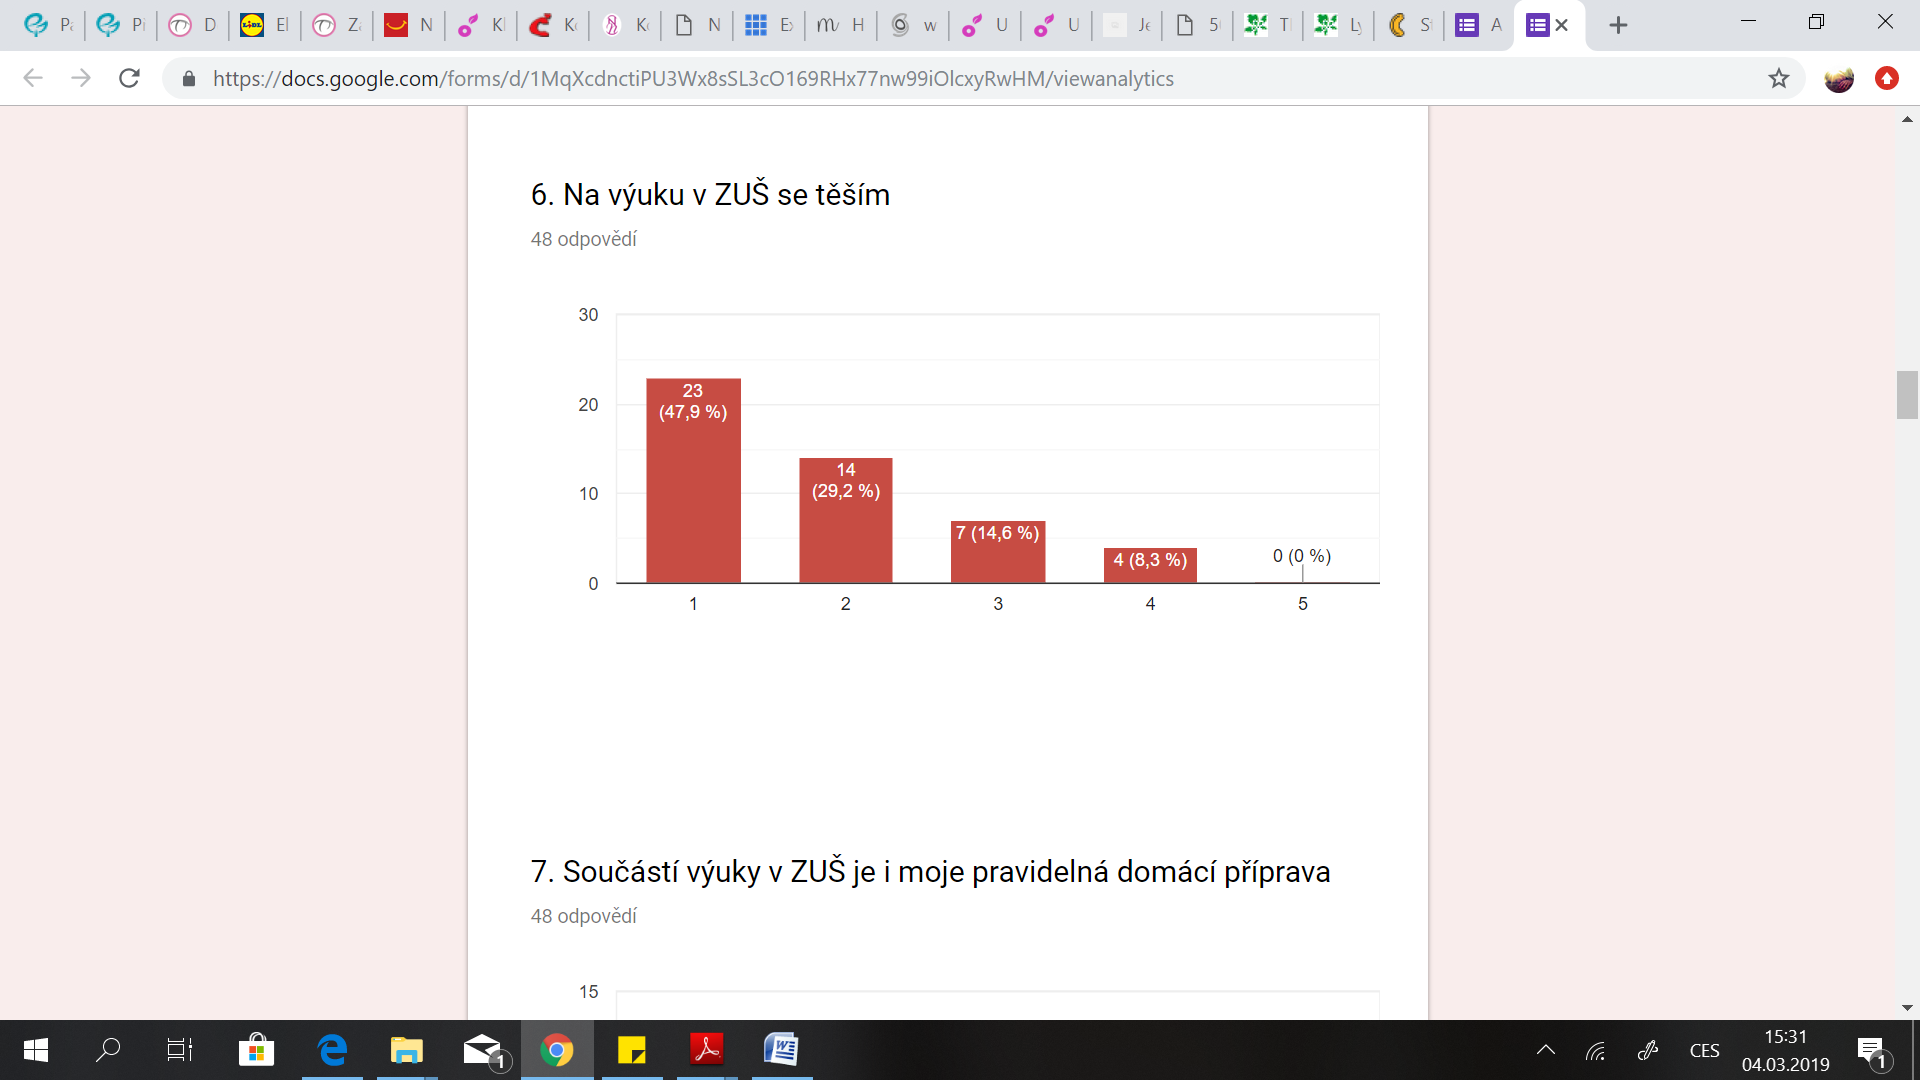 https://docs.google.com/forms/d/1MqXcdnctiPU3Wx8sSL3cO169RHx77nw99iOlcxyRwHM/viewanalytics
6. Na výuku v ZUŠ se těším
48 odpovědí
30
20
10
0
23
(47,9 %)
14
(29,2 %)
7 (14,6 %)
4 (8,3 %)
0 (0 %)
1 2 3 4 5
7. Součástí výuky v ZUŠ je i moje pravidelná domácí příprava
48 odpovědí
15
1
CES
15:31
04.03.2019
1